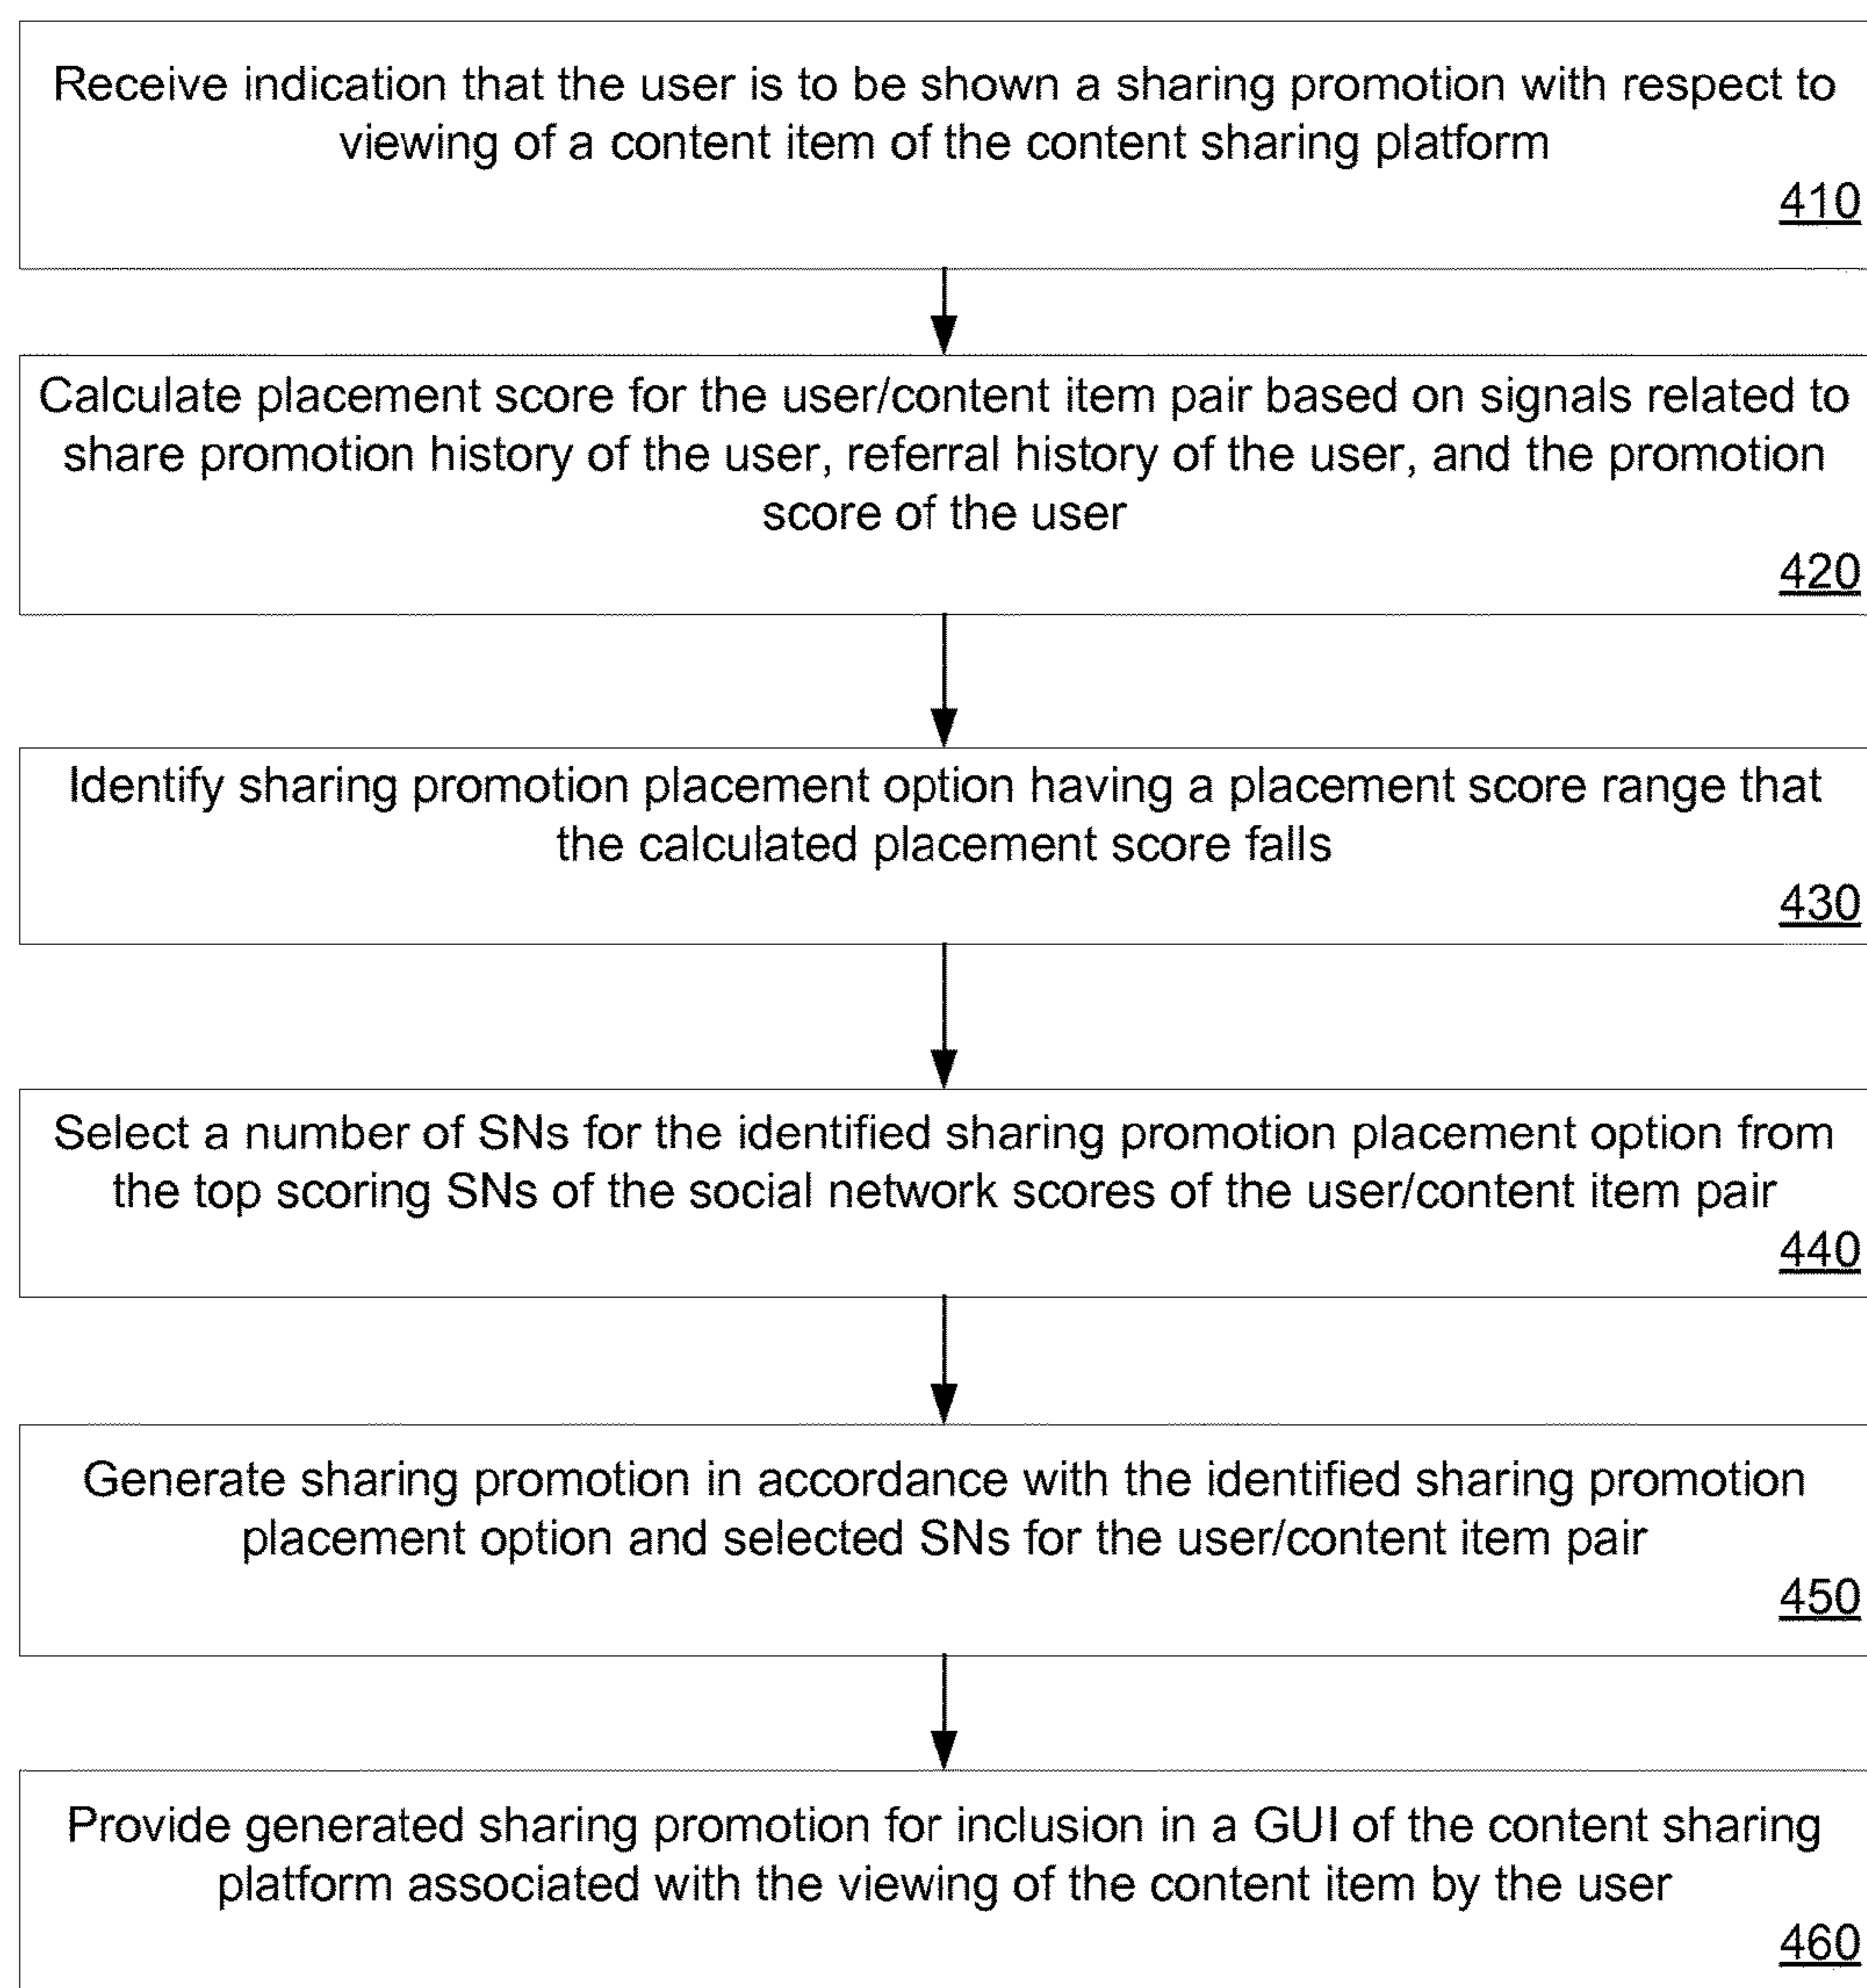 Receive indication that the user is to be shown a sharing promotion with respect to
viewing of a content item of the content sharing platform
410
Calculate placement score for the user/content item pair based on signals related to
share promotion history of the user, referral history of the user, and the promotion
score of the user
420
Identify sharing promotion placement option having a placement score range that
the calculated placement score falls
430
Select a number of SNs for the identified sharing promotion placement option from
the top scoring SNs of the social network scores of the user/content item pair
440
Generate sharing promotion in accordance with the identified sharing promotion
placement option and selected SNs for the user/content item pair
450
Provide generated sharing promotion for inclusion in a GUI of the content sharing
platform associated with the viewing of the content item by the user
460